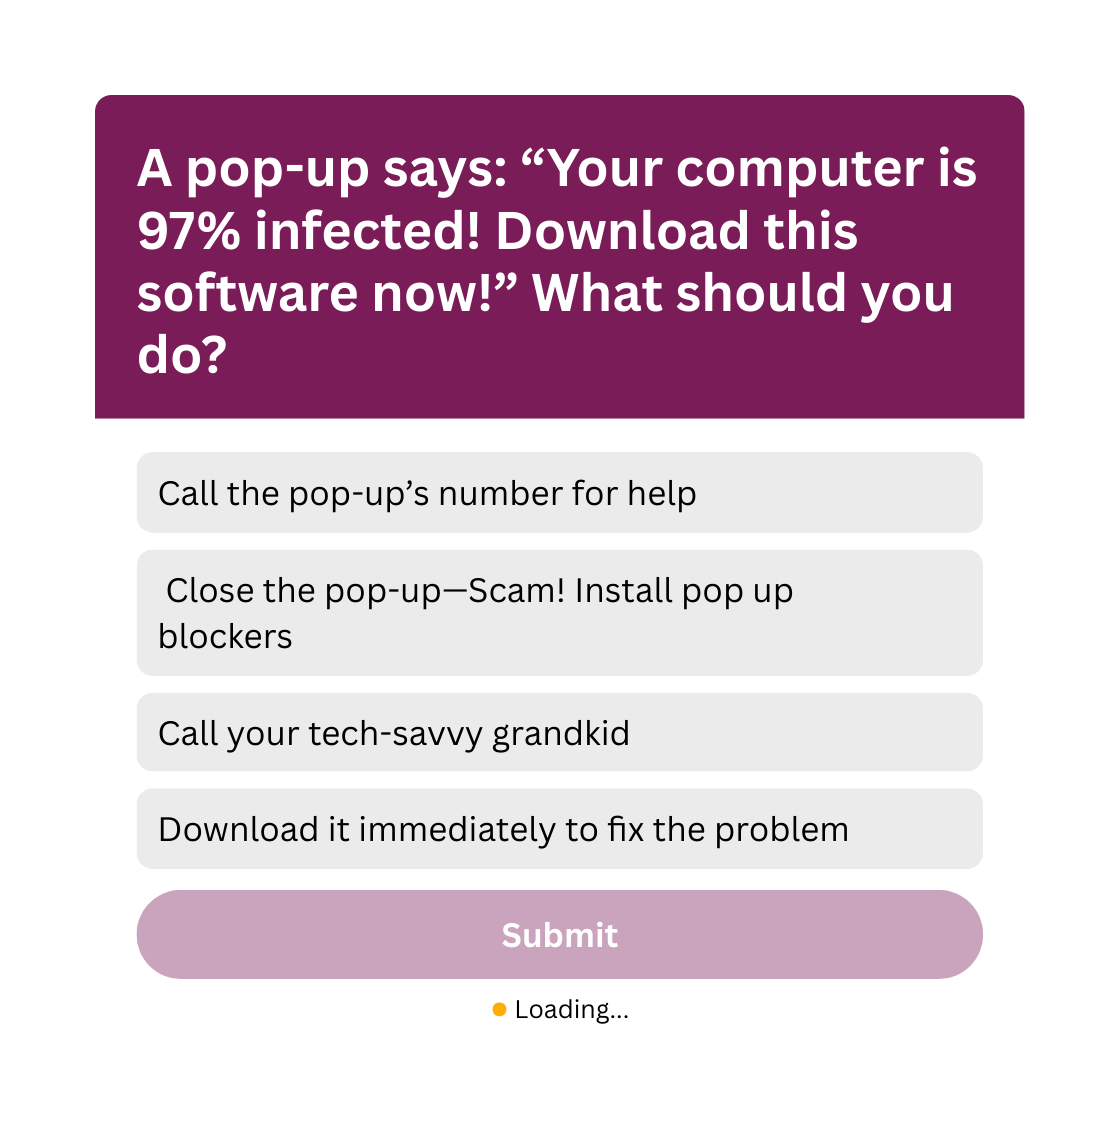 A pop-up says: “Your computer is
97% infected! Download this
software now!” What should you
do?
Call the pop-up’s number for help
Close the pop-up—Scam! Install pop up
blockers
Call your tech-savvy grandkid
Download it immediately to fix the problem
Submit
Loading...